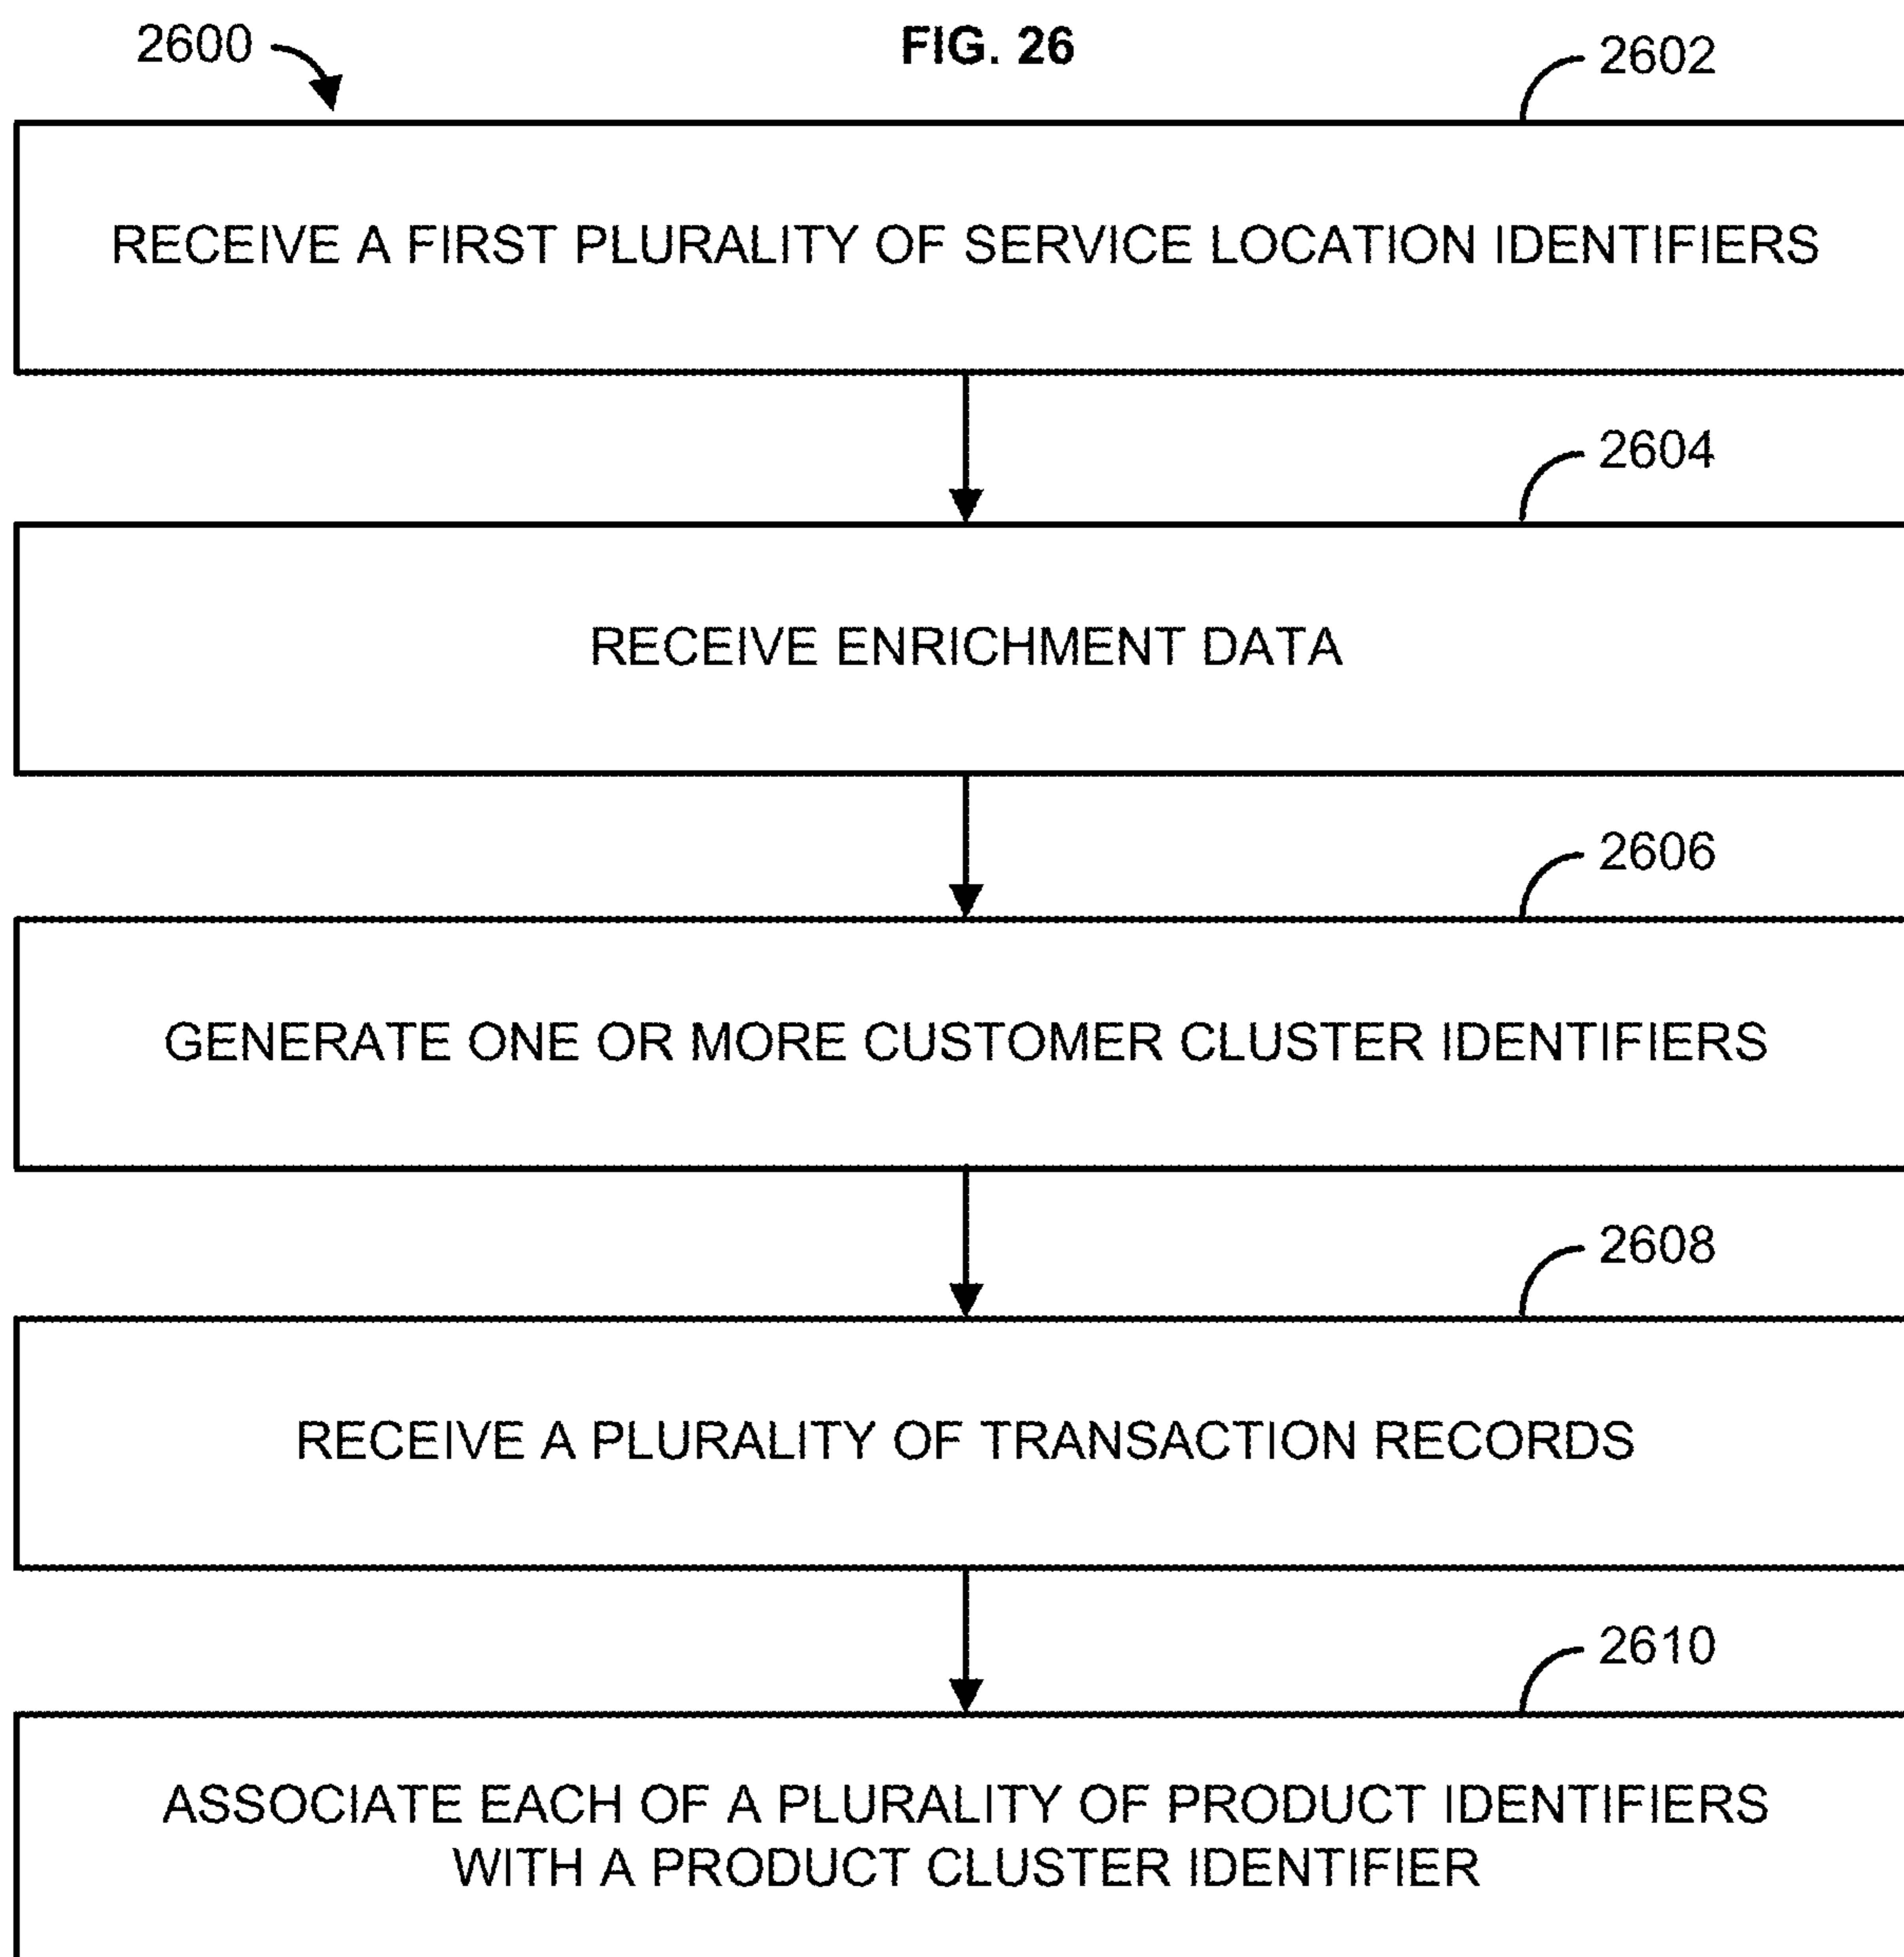 2600
FIG. 26
2602
RECEIVE A FIRST PLURALITY OF SERVICE LOCATION IDENTIFIERS
2604
RECEIVE ENRICHMENT DATA
2606
GENERATE ONE OR MORE CUSTOMER CLUSTER IDENTIFIERS
2608
RECEIVE A PLURALITY OF TRANSACTION RECORDS
2610
ASSOCIATE EACH OF A PLURALITY OF PRODUCT IDENTIFIERS
WITH A PRODUCT CLUSTER IDENTIFIER